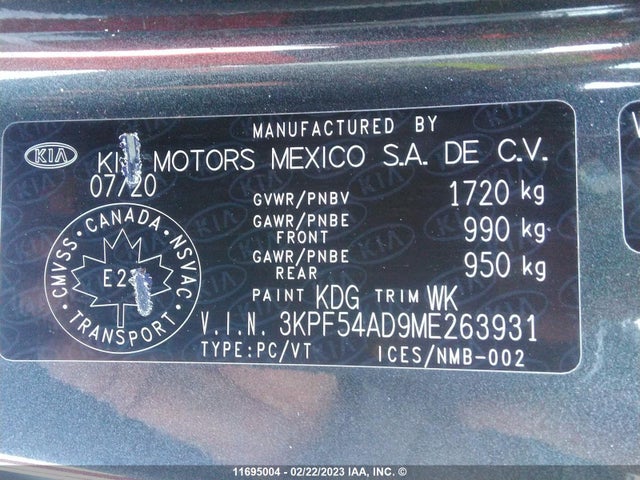 MANUFACTURED BY
KIA
KIA MOTORS MEXICO S.A. DE C.V.
07/20
GVWR/PNBV 1720 kg
GAWR/PNBE FRONT 990 kg
GAWR/PNBE REAR 950 kg
PAINT KDG TRIM WK
V.I.N. 3KPF54AD9ME263931
TYPE:PC/VT ICES/NMB-002
CMVSS · CANADA · NSVAC
TRANSPORT
11695004 - 02/22/2023 IAA, INC. ©